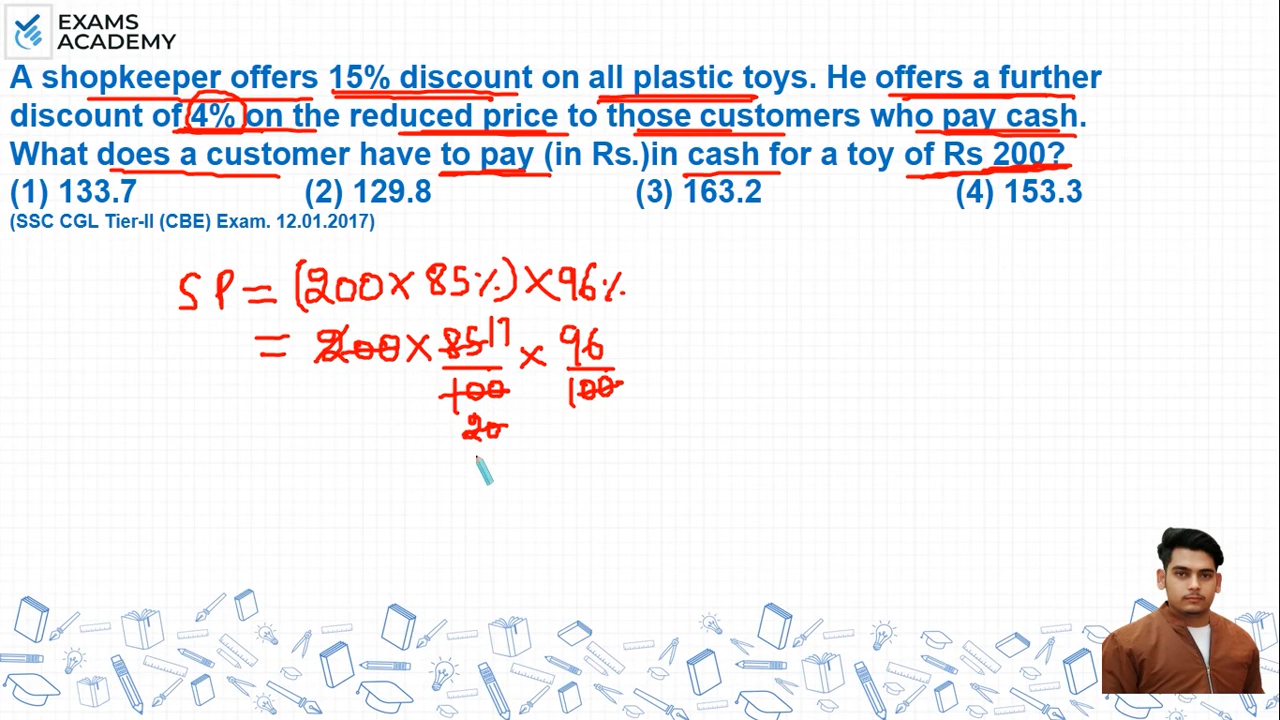 EXAMS
ACADEMY
A shopkeeper offers 15% discount on all plastic toys. He offers a further
discount of 4% on the reduced price to those customers who pay cash.
What does a customer have to pay (in Rs.)in cash for a toy of Rs 200?
(1) 133.7 (2) 129.8 (3) 163.2 (4) 153.3
(SSC CGL Tier-II (CBE) Exam. 12.01.2017)
SP = (200 × 85%) × 96%
= 200 × 85 17 × 96
100 100
20